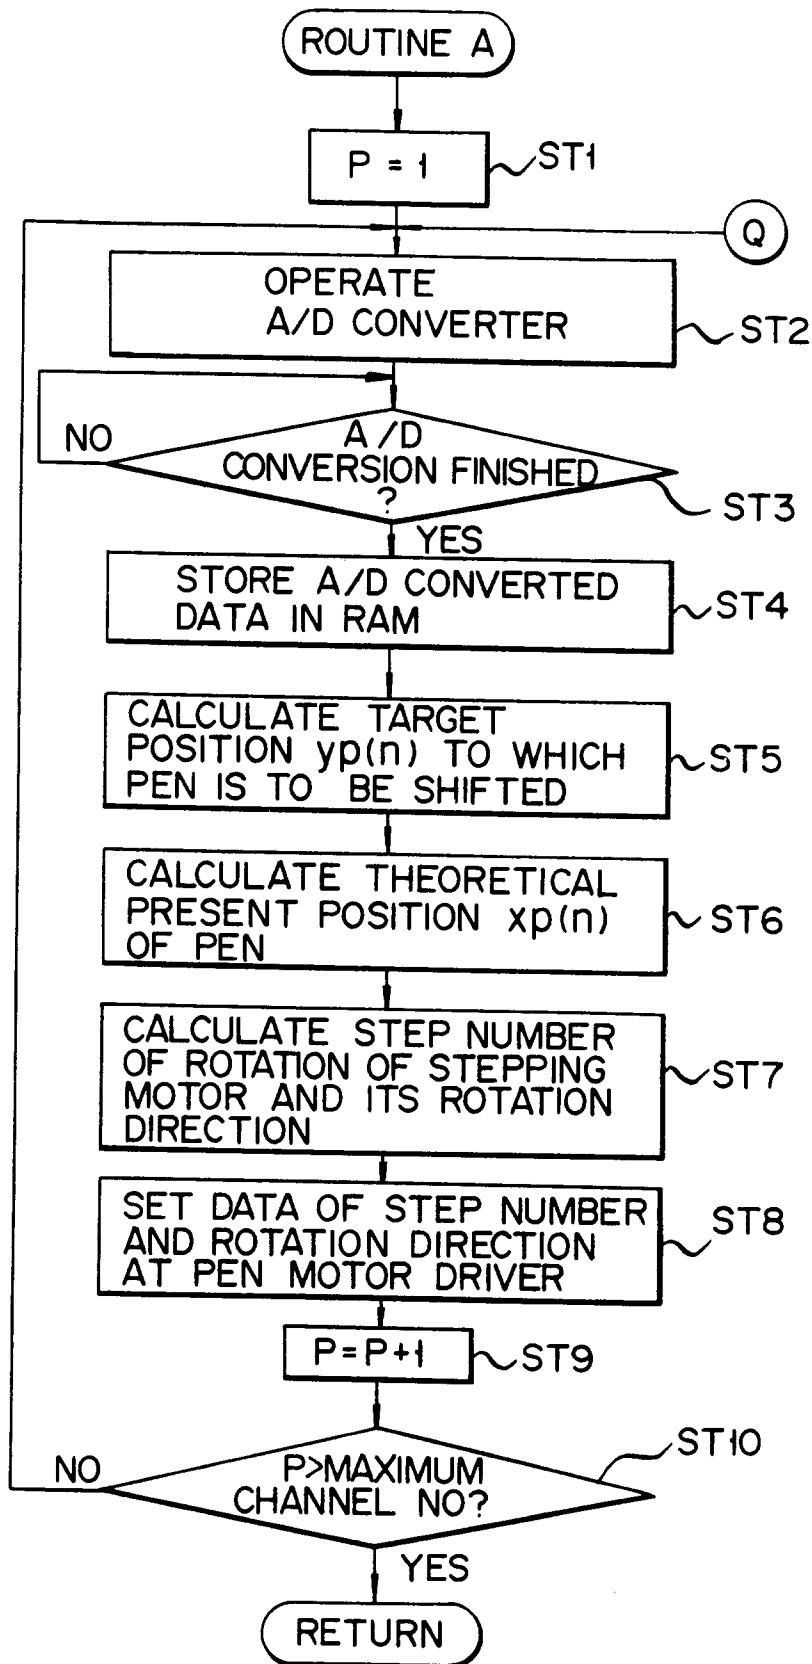 ROUTINE A
P = 1
ST1
Q
OPERATE
A/D CONVERTER
ST2
NO
A/D
CONVERSION FINISHED
?
ST3
YES
STORE A/D CONVERTED
DATA IN RAM
ST4
CALCULATE TARGET
POSITION yp(n) TO WHICH
PEN IS TO BE SHIFTED
ST5
CALCULATE THEORETICAL
PRESENT POSITION xp(n)
OF PEN
ST6
CALCULATE STEP NUMBER
OF ROTATION OF STEPPING
MOTOR AND ITS ROTATION
DIRECTION
ST7
SET DATA OF STEP NUMBER
AND ROTATION DIRECTION
AT PEN MOTOR DRIVER
ST8
P=P+1
ST9
NO
P>MAXIMUM
CHANNEL NO?
ST10
YES
RETURN